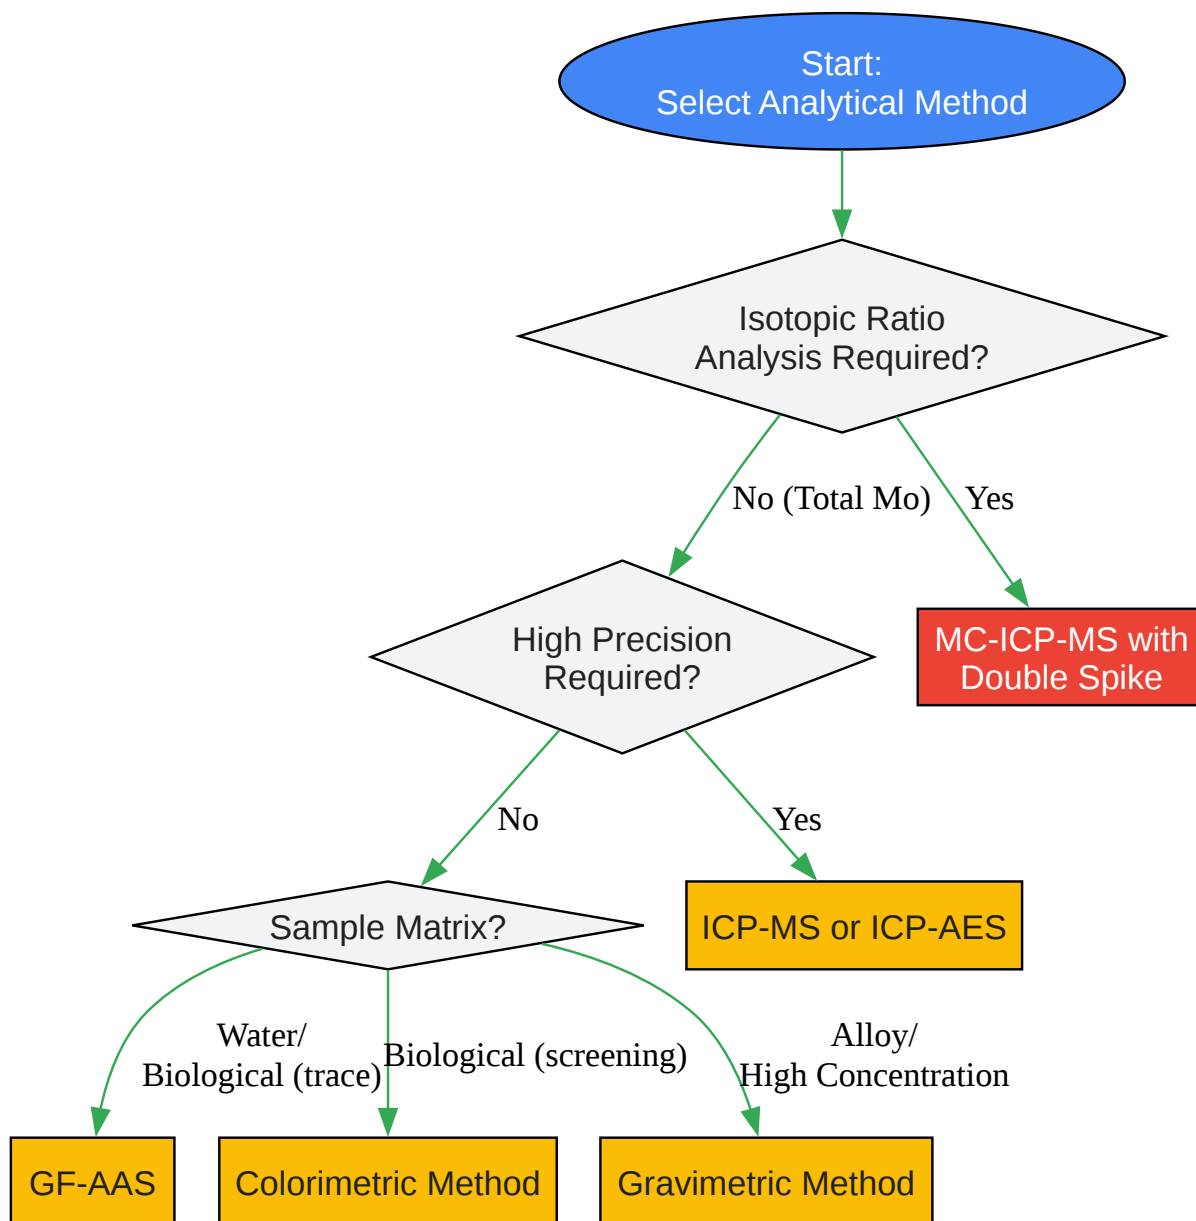 Start:
Select Analytical Method
Isotopic Ratio
Analysis Required?
No (Total Mo)
Yes
High Precision
Required?
MC-ICP-MS with
Double Spike
No
Yes
Sample Matrix?
ICP-MS or ICP-AES
Water/
Biological (trace)
Biological (screening)
Alloy/
High Concentration
GF-AAS
Colorimetric Method
Gravimetric Method